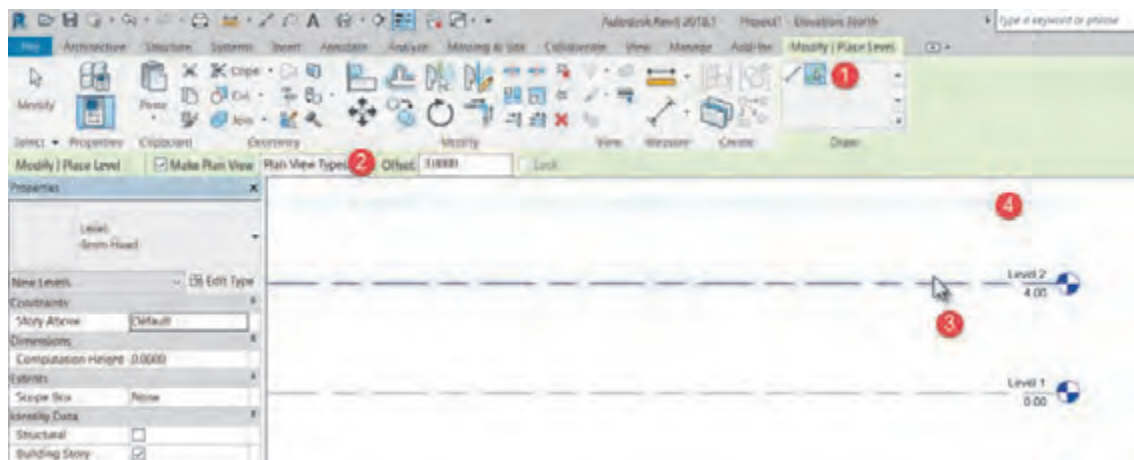 Autodesk Revit 2018.1 Project1 - Elevation: North Type a keyword or phrase
File Architecture Structure Systems Insert Annotate Analyze Massing & Site Collaborate View Manage Add-Ins Modify | Place Level
1
Modify Paste Cope Cut Join
Select Properties Clipboard Geometry Modify View Measure Create Draw
Modify | Place Level Make Plan View Plan View Types 2 Offset: Lock
Properties
4
Level
8mm Head
New Levels Edit Type
Level 2
4.00
Constraints
Story Above Default
3
Dimensions
Computation Height 0.0000
Extents
Level 1
Scope Box None
0.00
Identity Data
Structural
Building Story